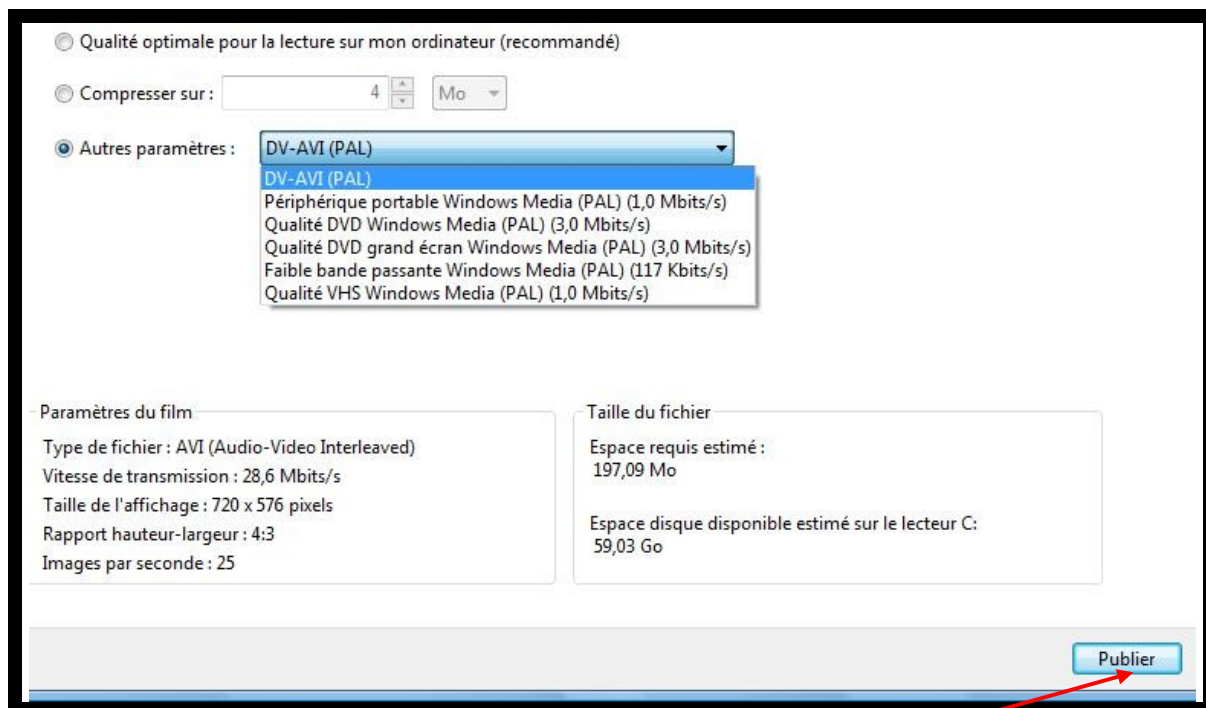 Qualité optimale pour la lecture sur mon ordinateur (recommandé)
Compresser sur : 4 Mo
Autres paramètres : DV-AVI (PAL)
DV-AVI (PAL)
Périphérique portable Windows Media (PAL) (1,0 Mbits/s)
Qualité DVD Windows Media (PAL) (3,0 Mbits/s)
Qualité DVD grand écran Windows Media (PAL) (3,0 Mbits/s)
Faible bande passante Windows Media (PAL) (117 Kbits/s)
Qualité VHS Windows Media (PAL) (1,0 Mbits/s)
Paramètres du film
Type de fichier : AVI (Audio-Video Interleaved)
Vitesse de transmission : 28,6 Mbits/s
Taille de l'affichage : 720 x 576 pixels
Rapport hauteur-largeur : 4:3
Images par seconde : 25
Taille du fichier
Espace requis estimé :
197,09 Mo
Espace disque disponible estimé sur le lecteur C:
59,03 Go
Publier